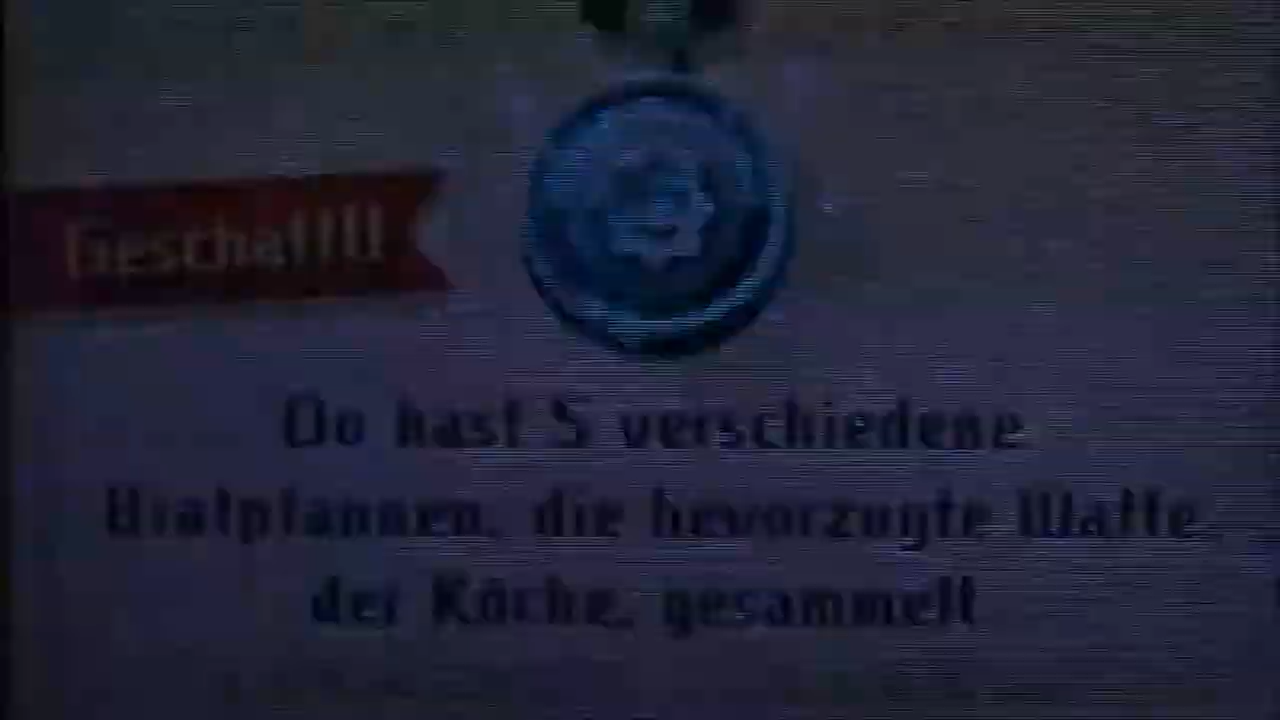 Geschafft!
Du hast 5 verschiedene
Bratpfannen, die bevorzugte Waffe
der Köche, gesammelt